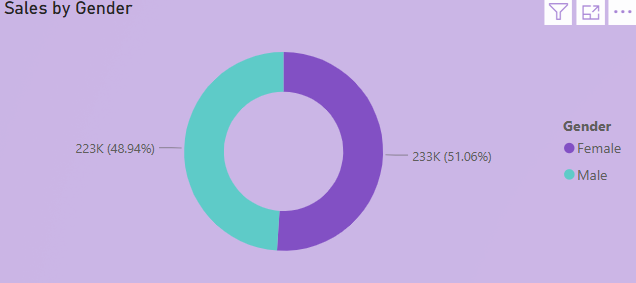 Sales by Gender
223K (48.94%)
233K (51.06%)
Gender
Female
Male